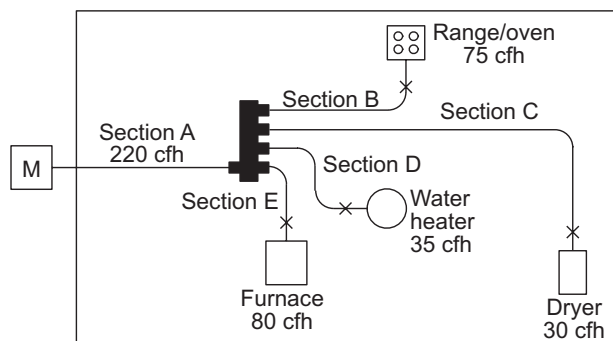 Range/oven
75 cfh
Section B
Section C
Section A
220 cfh
M
Section D
Section E
Water
heater
35 cfh
Furnace
80 cfh
Dryer
30 cfh